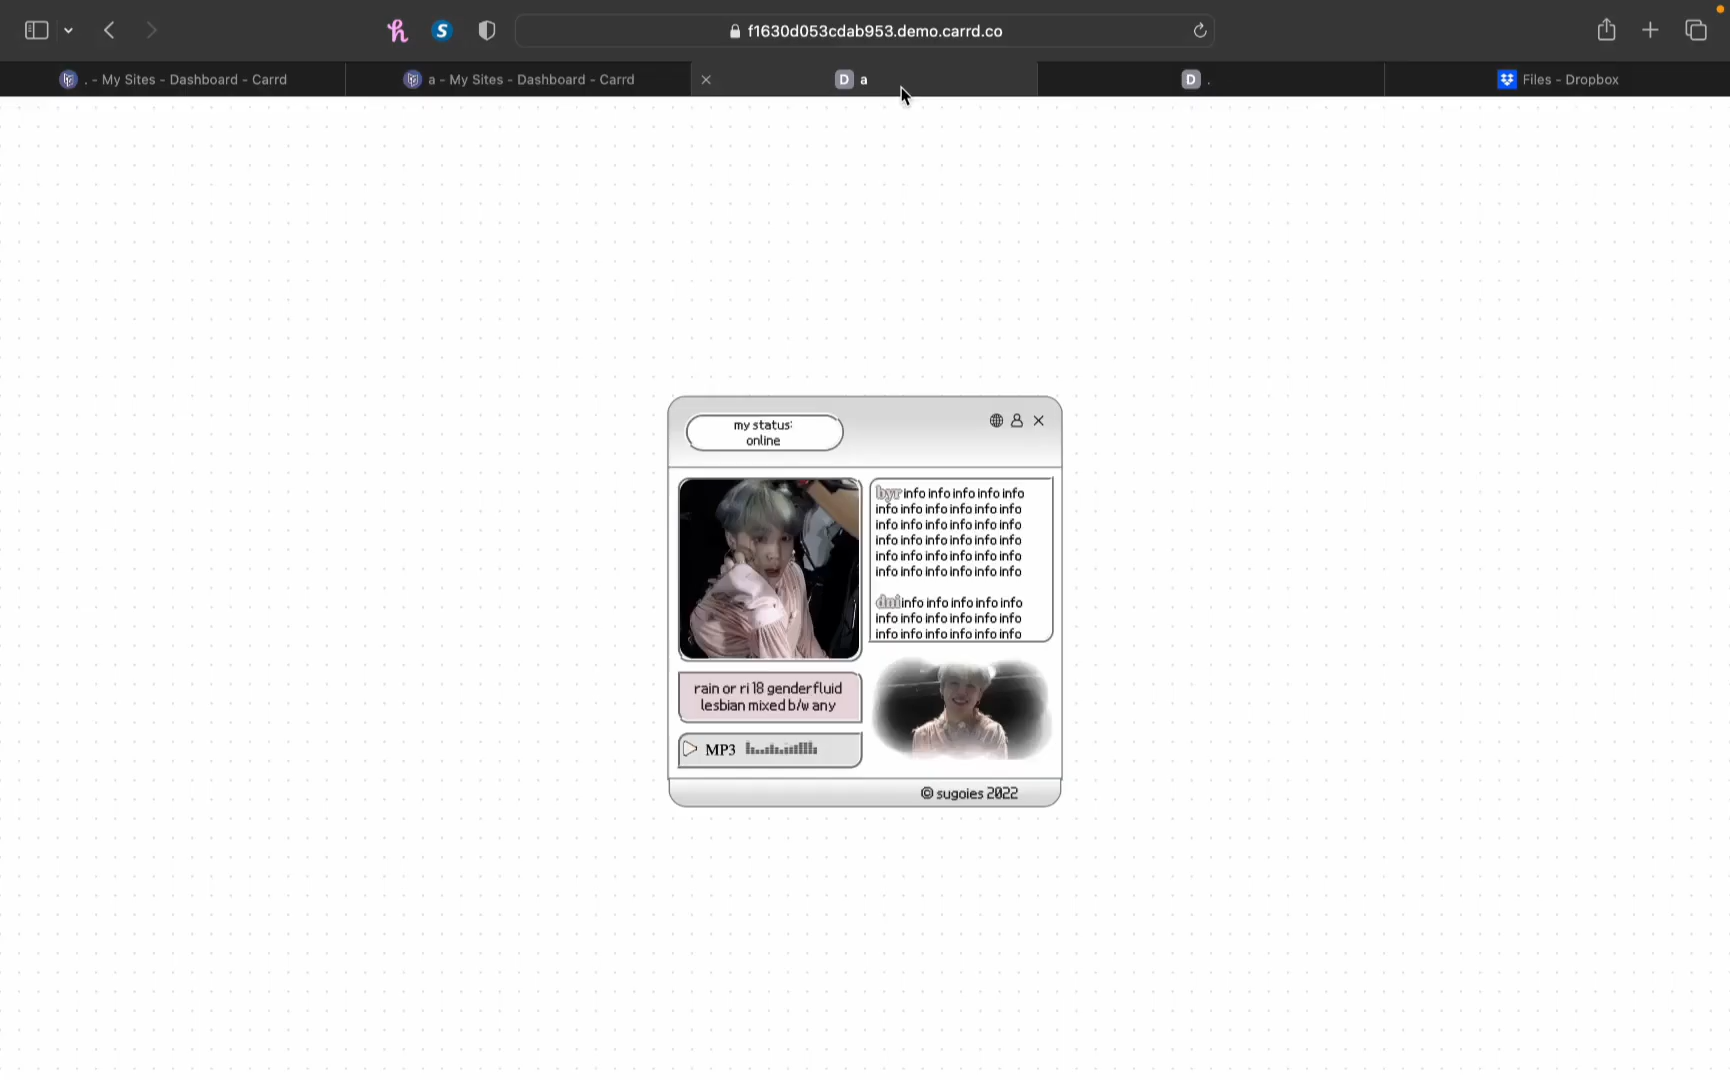 f1630d053cdab953.demo.carrd.co
. - My Sites - Dashboard - Carrd
a - My Sites - Dashboard - Carrd
D a
D .
Files - Dropbox
my status:
online
byr info info info info info
info info info info info info
info info info info info info
info info info info info info
info info info info info info
info info info info info info
dni info info info info info
info info info info info info
info info info info info info
rain or ri 18 genderfluid
lesbian mixed b/w any
MP3
© sugoies 2022